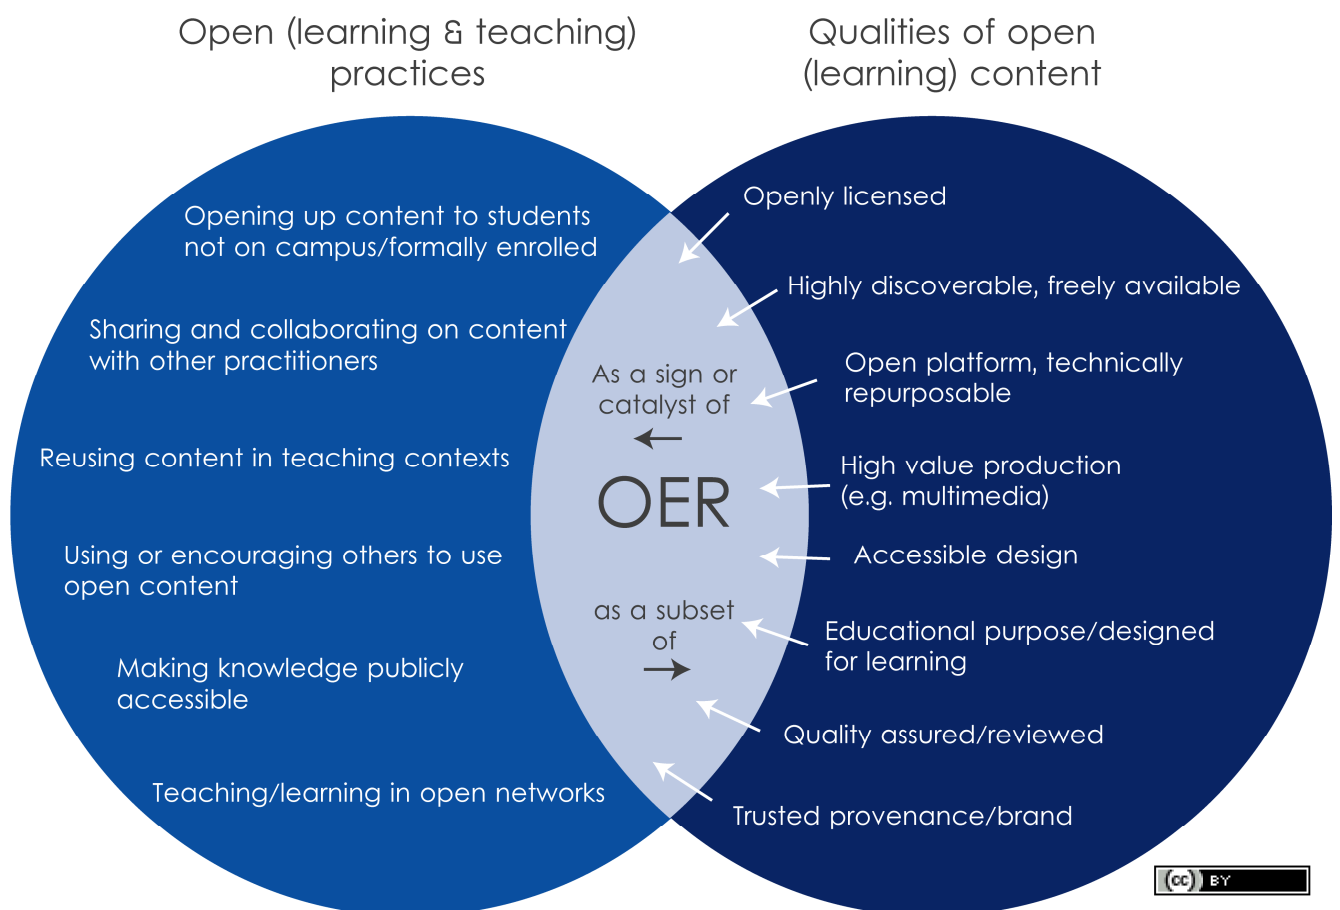 Open (learning & teaching)
practices
Qualities of open
(learning) content
Opening up content to students
not on campus/formally enrolled
Sharing and collaborating on content
with other practitioners
Reusing content in teaching contexts
Using or encouraging others to use
open content
Making knowledge publicly
accessible
Teaching/learning in open networks
As a sign or
catalyst of
OER
as a subset
of
Openly licensed
Highly discoverable, freely available
Open platform, technically
repurposable
High value production
(e.g. multimedia)
Accessible design
Educational purpose/designed
for learning
Quality assured/reviewed
Trusted provenance/brand
cc BY